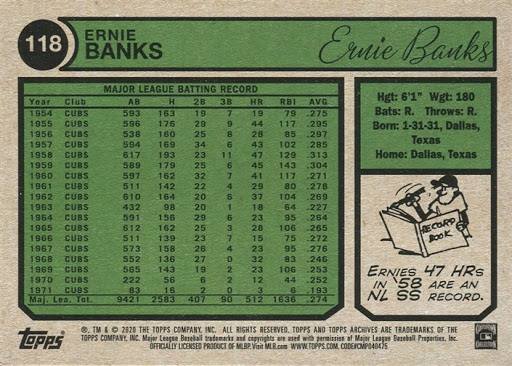 118
ERNIE
BANKS
Ernie Banks
MAJOR LEAGUE BATTING RECORD
Year Club AB H 2B 3B HR RBI AVG
1954 CUBS 593 163 19 7 19 79 .275
1955 CUBS 596 176 29 9 44 117 .295
1956 CUBS 538 160 25 8 28 85 .297
1957 CUBS 594 169 34 6 43 102 .285
1958 CUBS 617 193 23 11 47 129 .313
1959 CUBS 589 179 25 6 45 143 .304
1960 CUBS 597 162 32 7 41 117 .271
1961 CUBS 511 142 22 4 29 80 .278
1962 CUBS 610 164 20 6 37 104 .269
1963 CUBS 432 98 20 1 18 64 .227
1964 CUBS 591 156 29 6 23 95 .264
1965 CUBS 612 162 25 3 28 106 .265
1966 CUBS 511 139 23 7 15 75 .272
1967 CUBS 573 158 26 4 23 95 .276
1968 CUBS 552 136 27 0 32 83 .246
1969 CUBS 565 143 19 2 23 106 .253
1970 CUBS 222 56 6 2 12 44 .252
1971 CUBS 83 16 2 0 3 6 .193
Maj. Lea. Tot. 9421 2583 407 90 512 1636 .274
Hgt: 6'1" Wgt: 180
Bats: R. Throws: R.
Born: 1-31-31, Dallas,
Texas
Home: Dallas, Texas
RECORD
BOOK
ERNIES 47 HRS
IN '58 ARE AN
NL SS RECORD.
Topps
®, TM & © 2020 THE TOPPS COMPANY, INC. ALL RIGHTS RESERVED. TOPPS AND TOPPS ARCHIVES ARE TRADEMARKS OF THE
TOPPS COMPANY, INC. Major League Baseball trademarks and copyrights are used with permission of Major League Baseball Properties, Inc.
OFFICIALLY LICENSED PRODUCT OF MLBP. Visit MLB.com WWW.TOPPS.COM. CODE#CMP040475